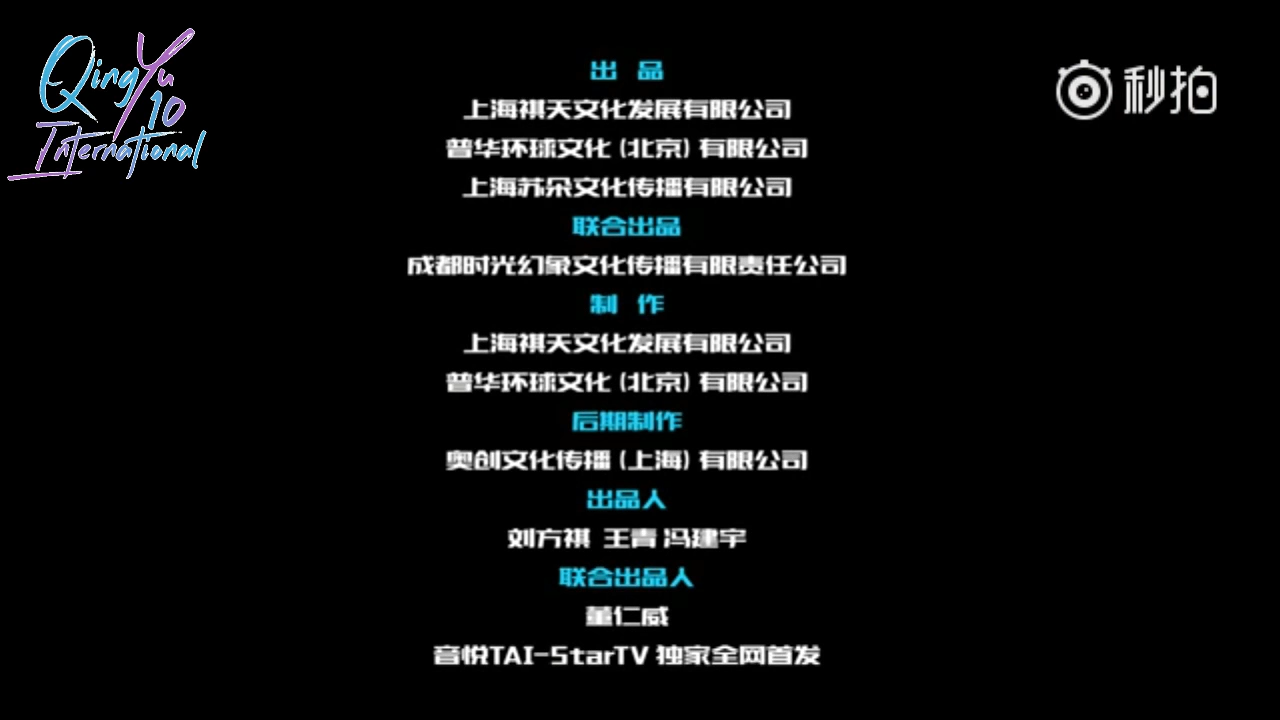 QingYu
10
International
秒拍
出 品
上海祺天文化发展有限公司
普华环球文化（北京）有限公司
上海苏朵文化传播有限公司
联合出品
成都时光幻象文化传播有限责任公司
制 作
上海祺天文化发展有限公司
普华环球文化（北京）有限公司
后期制作
奥创文化传播（上海）有限公司
出品人
刘方祺 王青 冯建宇
联合出品人
董仁威
音悦TAI-StarTV 独家全网首发